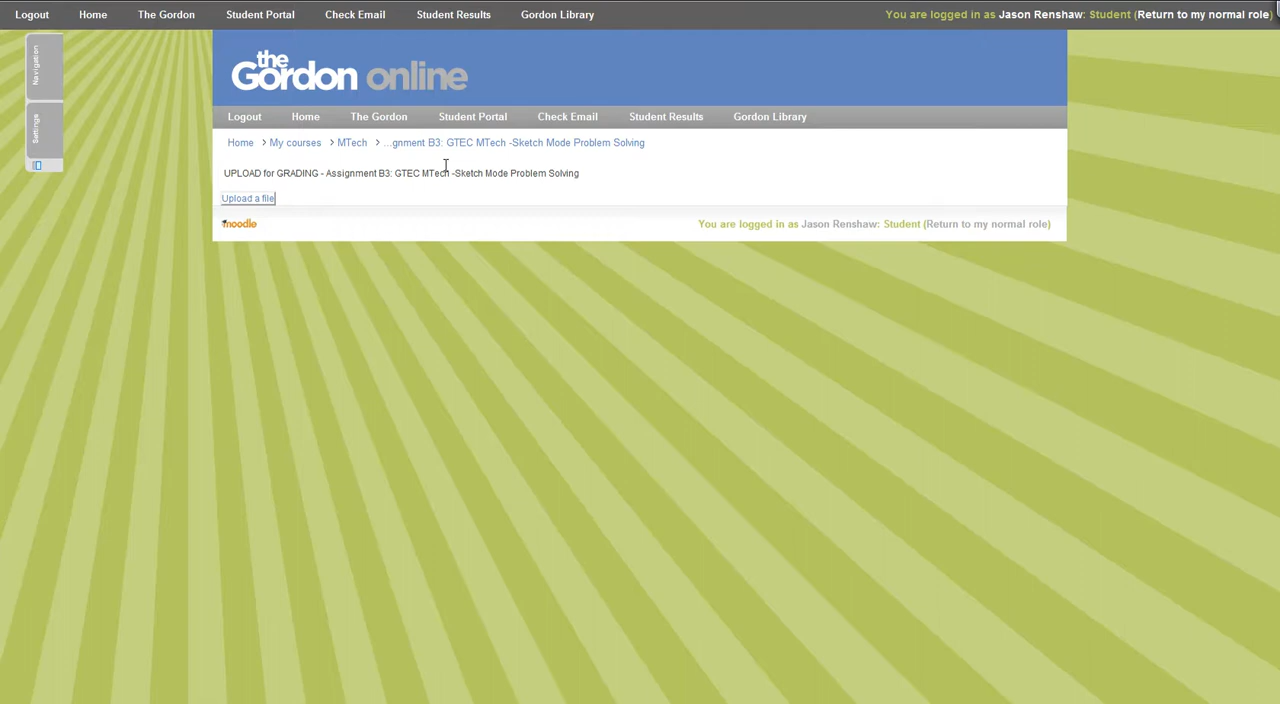 Logout Home The Gordon Student Portal Check Email Student Results Gordon Library You are logged in as Jason Renshaw: Student (Return to my normal role)
Navigation
Settings
the Gordon online
Logout Home The Gordon Student Portal Check Email Student Results Gordon Library
Home My courses MTech ...gnment B3: GTEC MTech -Sketch Mode Problem Solving
UPLOAD for GRADING - Assignment B3: GTEC MTech -Sketch Mode Problem Solving
Upload a file
moodle You are logged in as Jason Renshaw: Student (Return to my normal role)